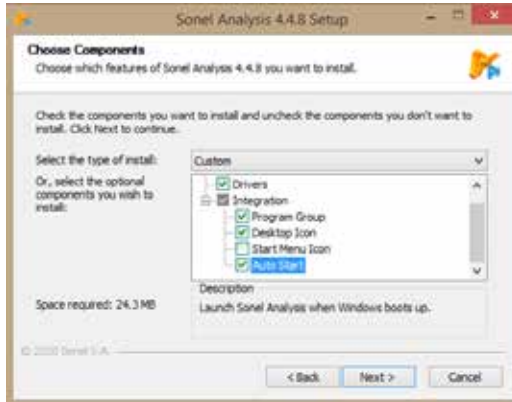 Sonel Analysis 4.4.8 Setup
Choose Components
Choose which features of Sonel Analysis 4.4.8 you want to install.
Check the components you want to install and uncheck the components you don't want to
install. Click Next to continue.
Select the type of install:
Custom
Or, select the optional
components you wish to
install:
Drivers
Integration
Program Group
Desktop Icon
Start Menu Icon
Auto Start
Space required: 24.3 MB
Description
Launch Sonel Analysis when Windows boots up.
Sonel S.A.
< Back
Next >
Cancel